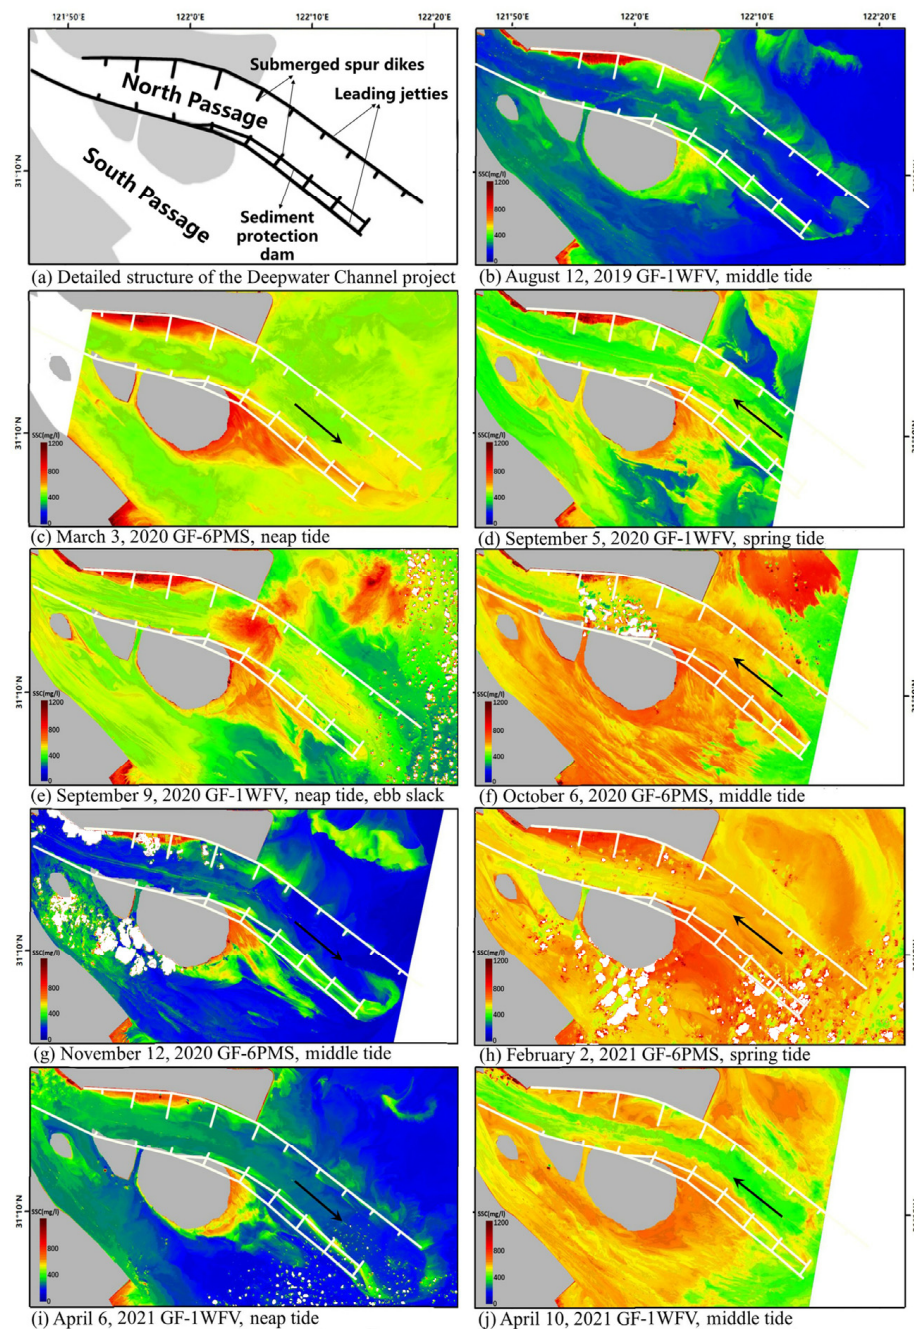 121°50'E 122°0'E 122°10'E 122°20'E 121°50'E 122°0'E 122°10'E 122°20'E
Submerged spur dikes
North Passage
Leading jetties
South Passage
Sediment
protection
dam
31°10'N
(a) Detailed structure of the Deepwater Channel project
SSC(mg/l)
1200
800
400
0
(b) August 12, 2019 GF-1WFV, middle tide
31°10'N
SSC(mg/l)
1200
800
400
0
(c) March 3, 2020 GF-6PMS, neap tide
SSC(mg/l)
1200
800
400
0
31°10'N
(d) September 5, 2020 GF-1WFV, spring tide
31°10'N
SSC(mg/l)
1200
800
400
0
(e) September 9, 2020 GF-1WFV, neap tide, ebb slack
SSC(mg/l)
1200
800
400
0
31°10'N
(f) October 6, 2020 GF-6PMS, middle tide
31°10'N
SSC(mg/l)
1200
800
400
0
(g) November 12, 2020 GF-6PMS, middle tide
SSC(mg/l)
1200
800
400
0
(h) February 2, 2021 GF-6PMS, spring tide
31°10'N
SSC(mg/l)
1200
800
400
0
(i) April 6, 2021 GF-1WFV, neap tide
SSC(mg/l)
1200
800
400
0
(j) April 10, 2021 GF-1WFV, middle tide